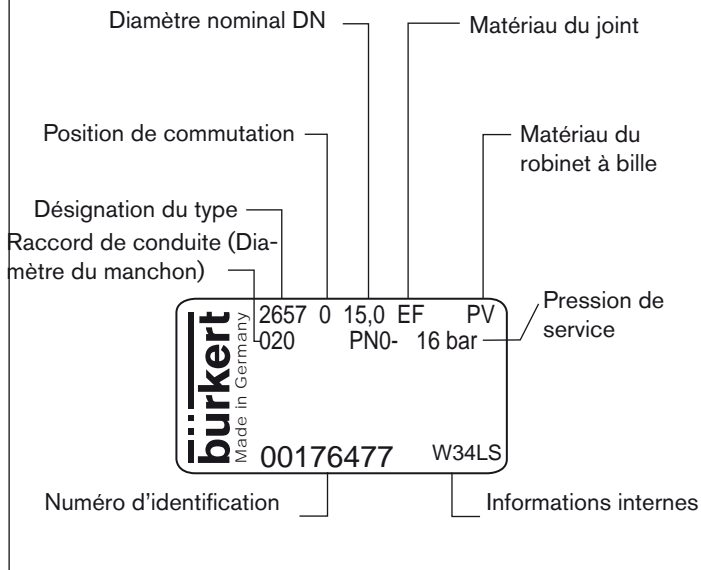 Diamètre nominal DN
Matériau du joint
Position de commutation
Matériau du
robinet à bille
Désignation du type
Raccord de conduite (Dia-
mètre du manchon)
Pression de
service
2657 0 15,0 EF PV
020 PN0- 16 bar
burkert
Made in Germany
00176477 W34LS
Numéro d'identification
Informations internes